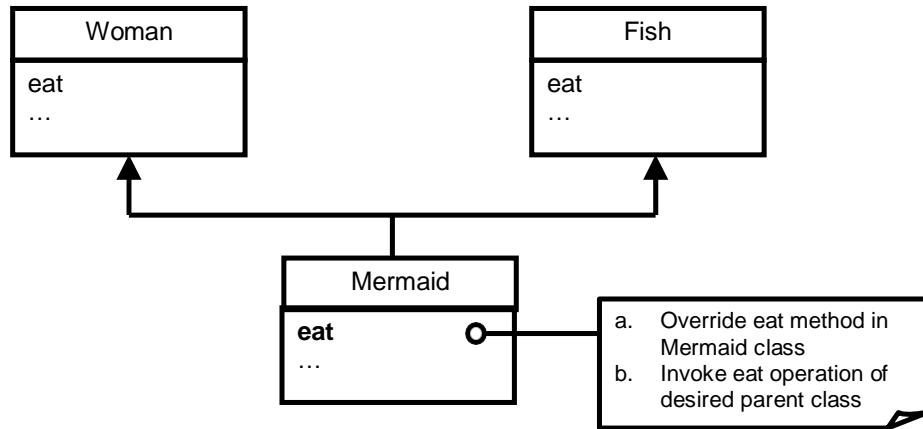 Woman
eat
…
Fish
eat
…
Mermaid
eat
…
a. Override eat method in
Mermaid class
b. Invoke eat operation of
desired parent class